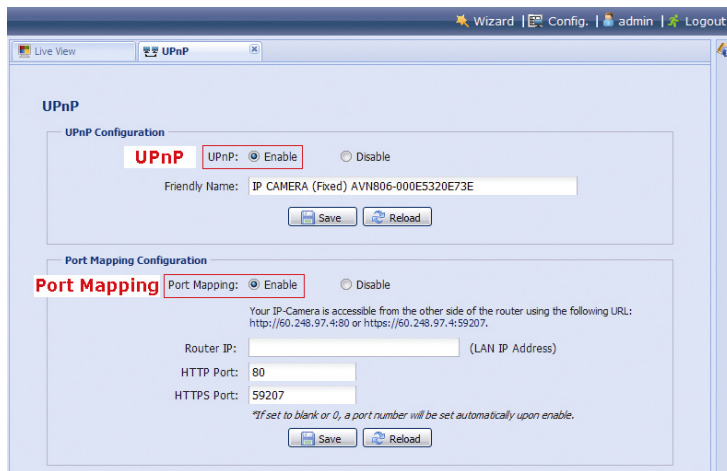 Wizard | Config. | admin | Logout
Live View UPnP
UPnP
UPnP Configuration
UPnP UPnP: Enable Disable
Friendly Name: IP CAMERA (Fixed) AVN806-000E5320E73E
Save Reload
Port Mapping Configuration
Port Mapping Port Mapping: Enable Disable
Your IP-Camera is accessible from the other side of the router using the following URL:
http://60.248.97.4:80 or https://60.248.97.4:59207.
Router IP: (LAN IP Address)
HTTP Port: 80
HTTPS Port: 59207
*If set to blank or 0, a port number will be set automatically upon enable.
Save Reload